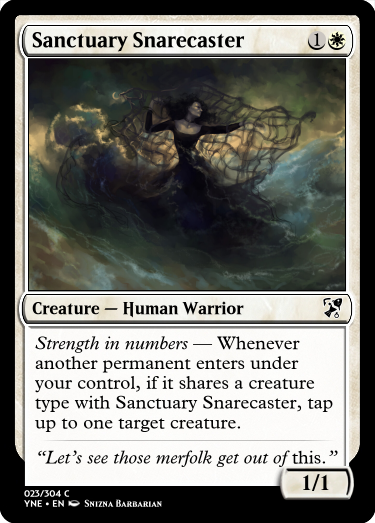 Sanctuary Snarecaster 1
Creature — Human Warrior
Strength in numbers — Whenever
another permanent enters under
your control, if it shares a creature
type with Sanctuary Snarecaster, tap
up to one target creature.
“Let’s see those merfolk get out of this.”
1/1
023/304 C
YNE • EN Snizna Barbarian